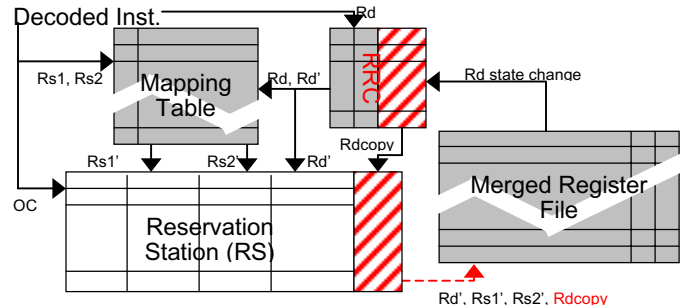 Decoded Inst.
Rd
Rs1, Rs2
Mapping
Table
Rd, Rd'
RRC
Rd state change
Rdcopy
Rs1'
Rs2'
Rd'
OC
Reservation
Station (RS)
Merged Register
File
Rd', Rs1', Rs2', Rdcopy